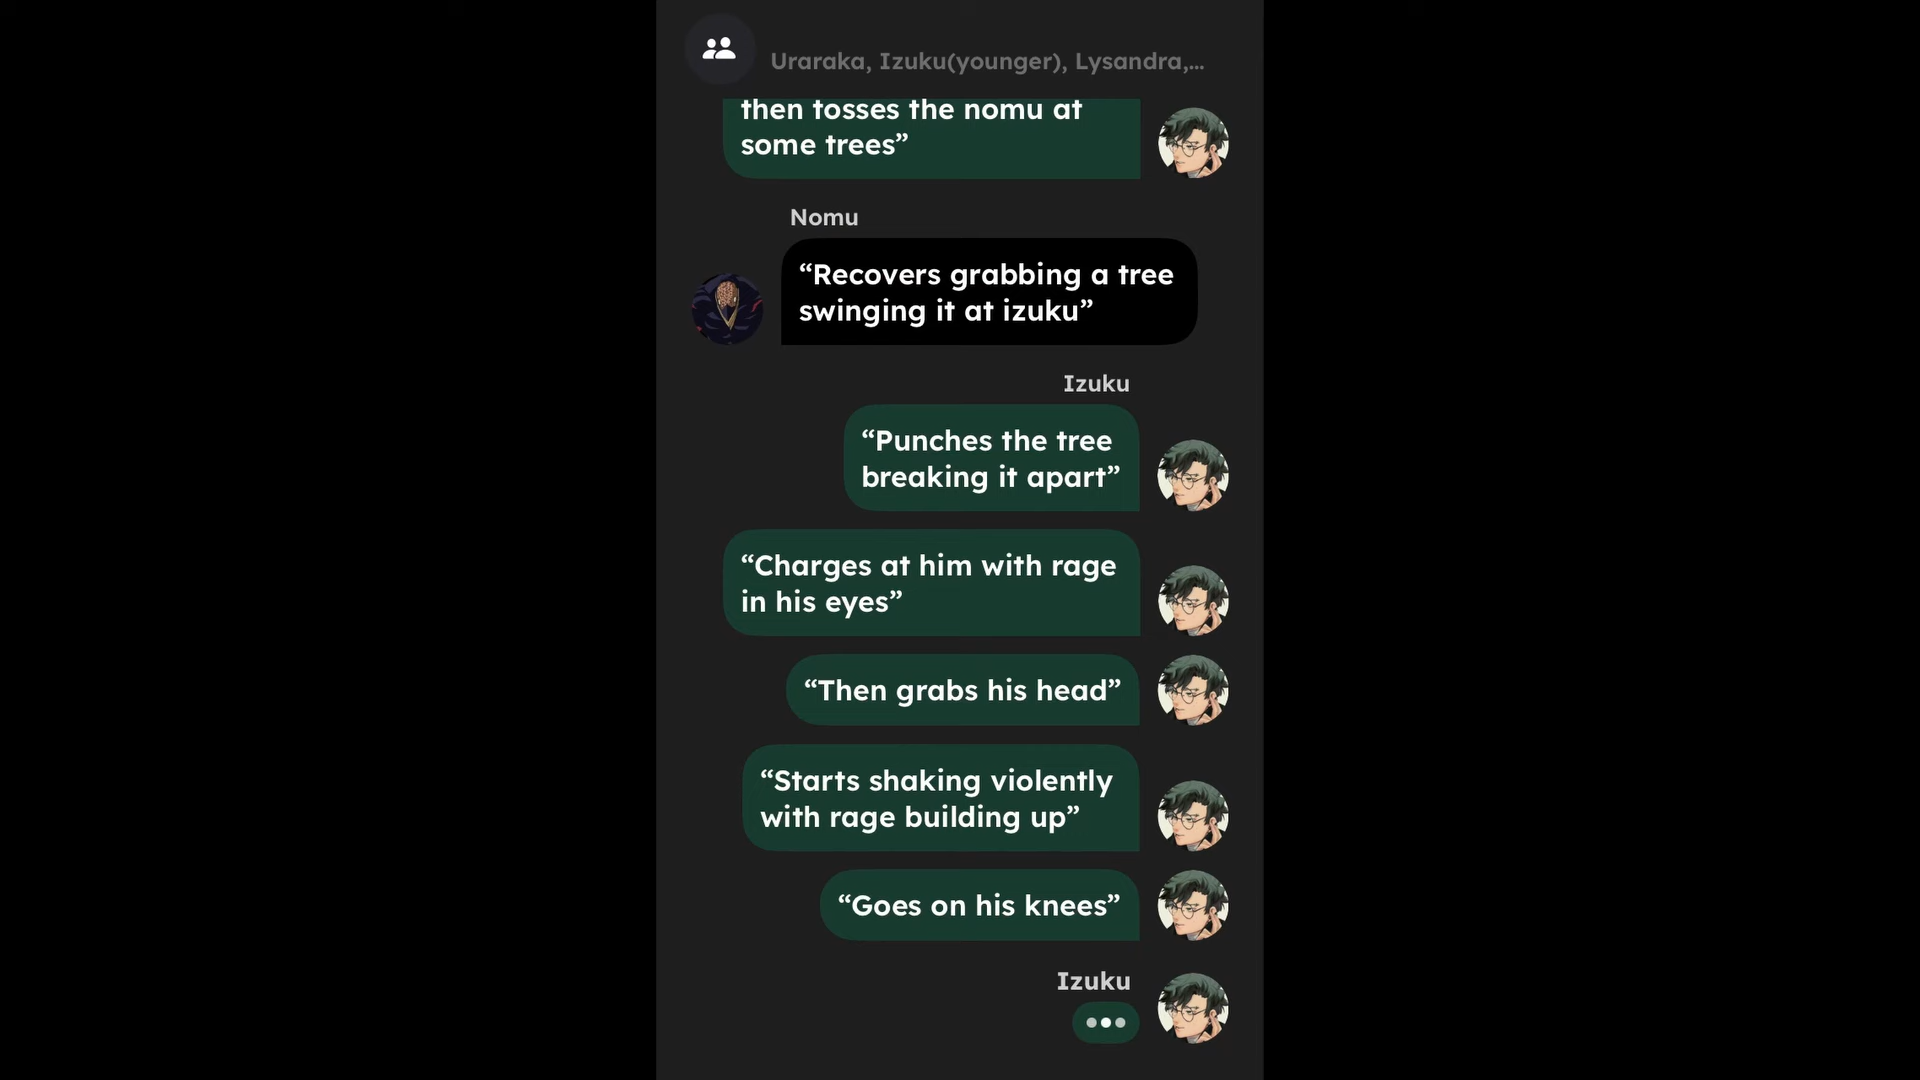 Uraraka, Izuku(younger), Lysandra,...
then tosses the nomu at
some trees”
Nomu
“Recovers grabbing a tree
swinging it at izuku”
Izuku
“Punches the tree
breaking it apart”
“Charges at him with rage
in his eyes”
“Then grabs his head”
“Starts shaking violently
with rage building up”
“Goes on his knees”
Izuku